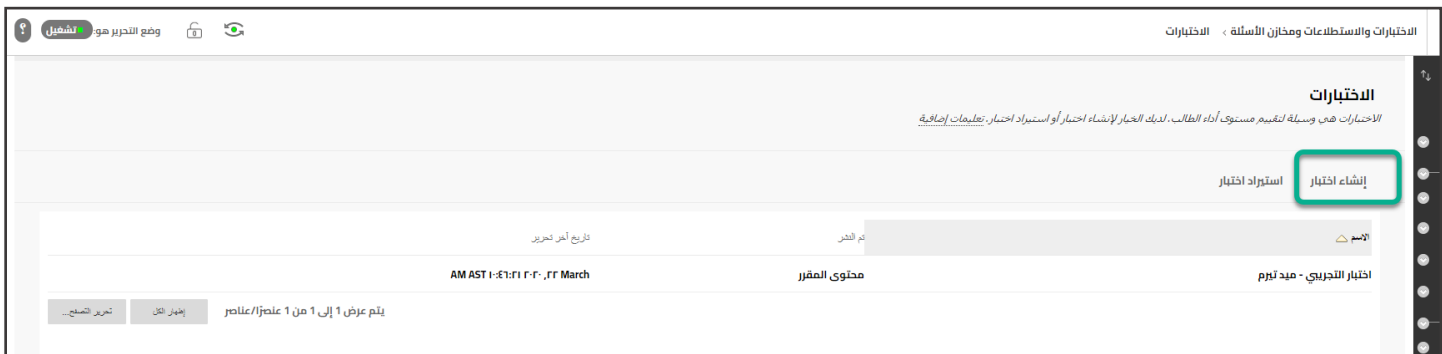 الاختبارات والاستطلاعات ومخازن الأسئلة › الاختبارات
وضع التحرير هو: تشغيل ?
الاختبارات
الاختبارات هي وسيلة لتقييم مستوى أداء الطالب. لديك الخيار لإنشاء اختبار أو استيراد اختبار. تعليمات إضافية
إنشاء اختبار استيراد اختبار
الاسم تم النشر تاريخ آخر تحرير
اختبار التجريبي - ميد تيرم محتوى المقرر ٢٢ March, ٢٠٢٠ ١٠:٤٦:٢١ AM AST
يتم عرض 1 إلى 1 من 1 عنصرًا/عناصر إظهار الكل تحرير التصفح...